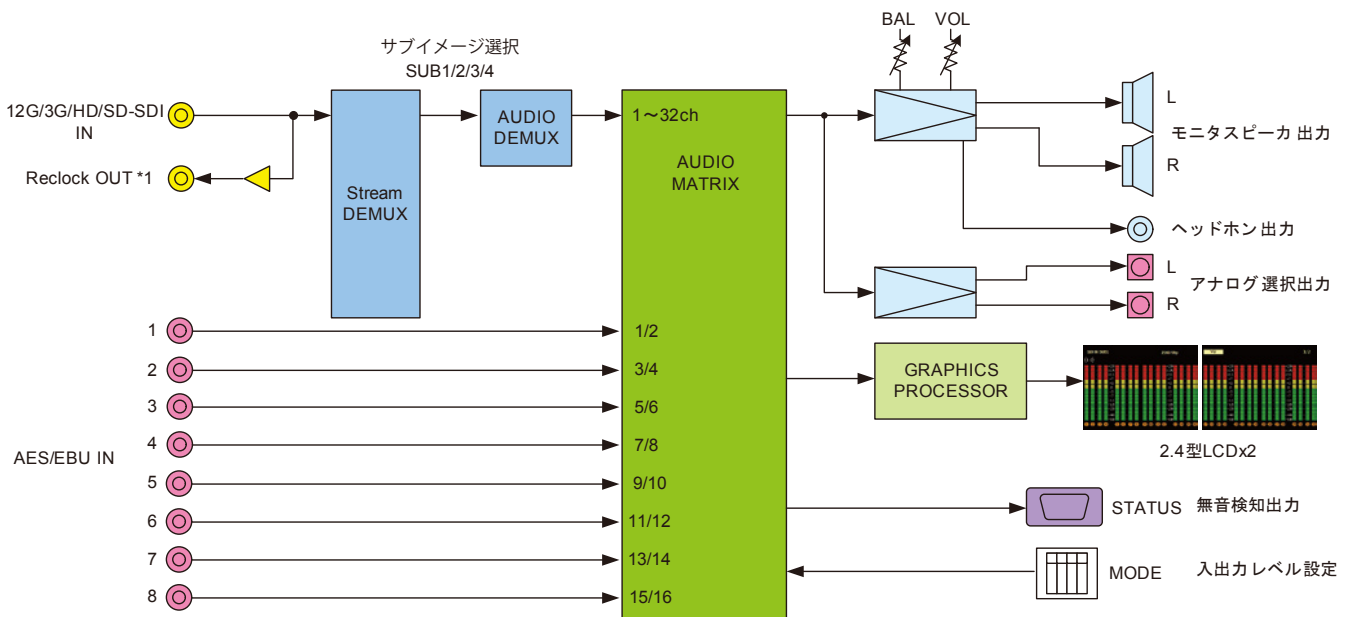 BAL
VOL
サブイメージ選択
SUB1/2/3/4
12G/3G/HD/SD-SDI
IN
Reclock OUT *1
Stream
DEMUX
AUDIO
DEMUX
1～32ch
AUDIO
MATRIX
L
モニタスピーカ 出力
R
ヘッドホン 出力
L
アナログ 選択出力
R
GRAPHICS
PROCESSOR
2.4型LCDx2
AES/EBU IN
1
1/2
2
3/4
3
5/6
4
7/8
5
9/10
6
11/12
7
13/14
8
15/16
STATUS 無音検知出力
MODE 入出力レベル設定